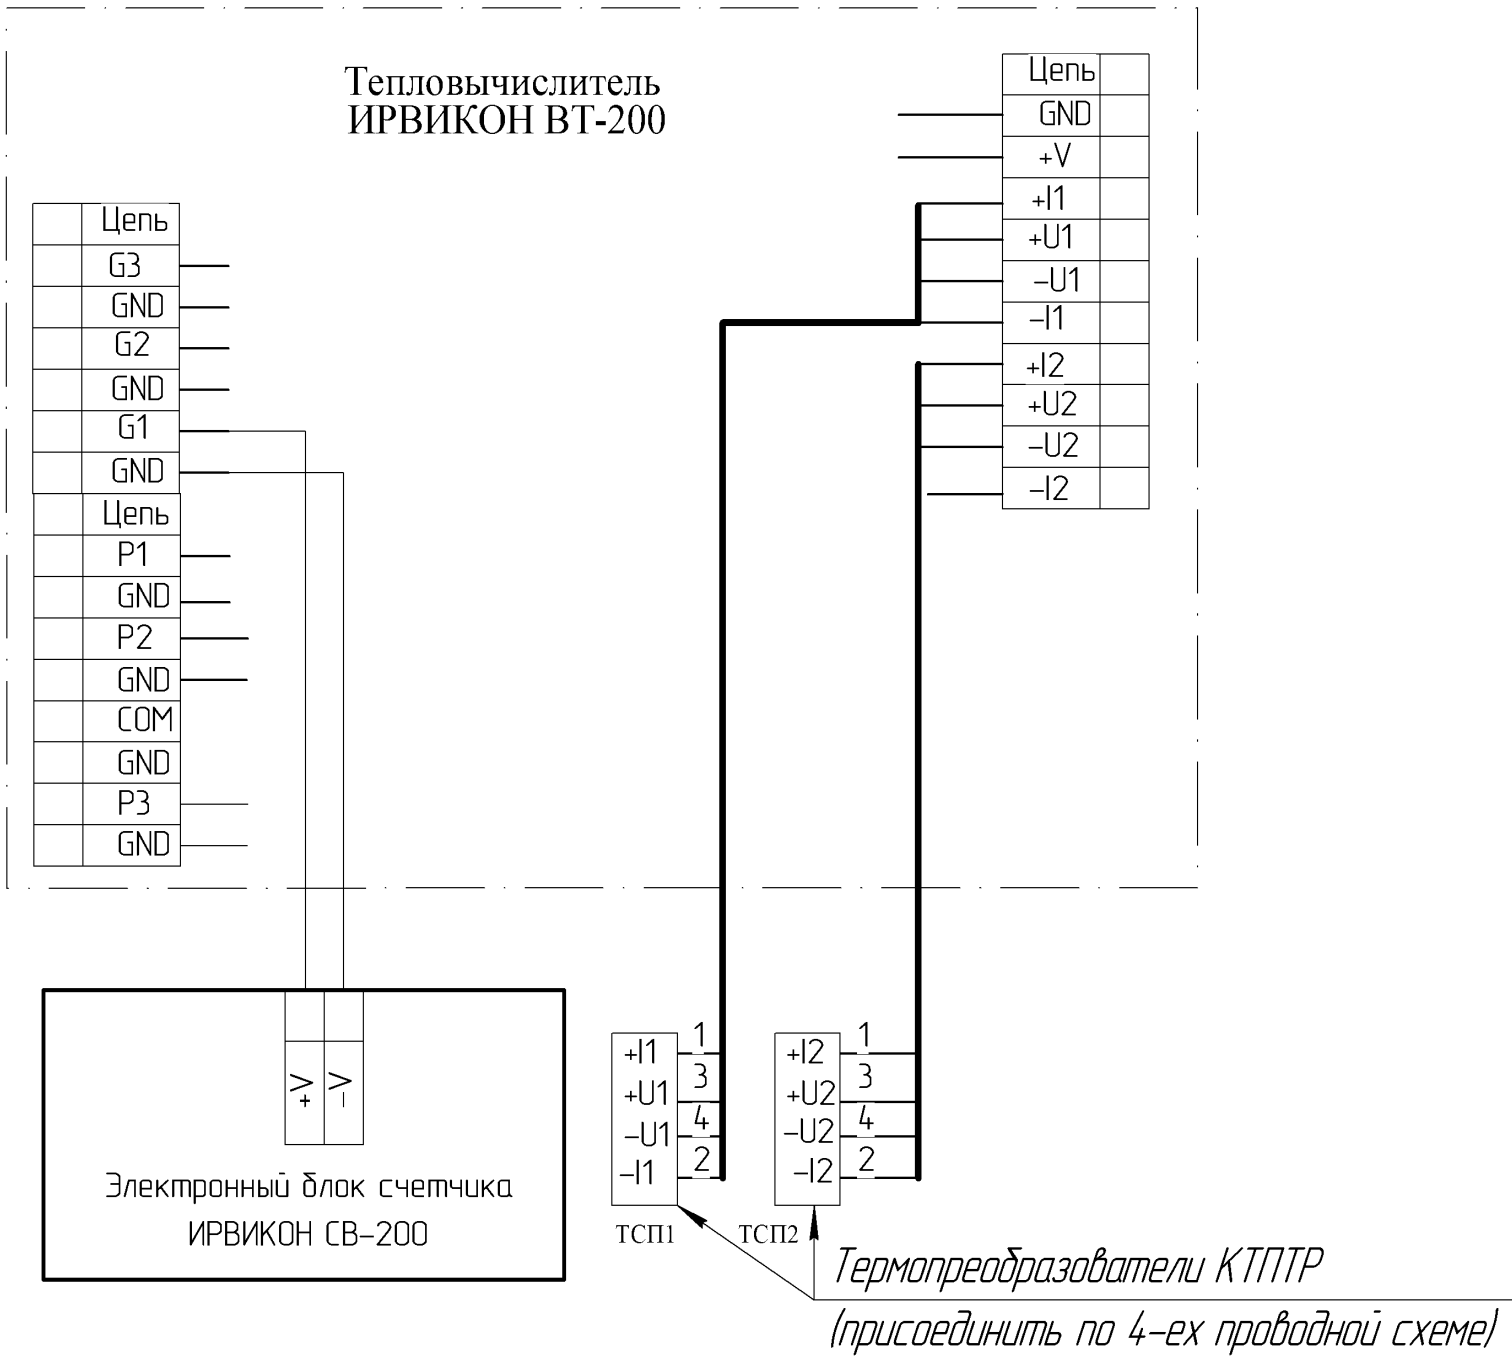 Тепловычислитель
ИРВИКОН ВТ-200
Цепь
GND
+V
+I1
+U1
-U1
-I1
+I2
+U2
-U2
-I2
Цепь
G3
GND
G2
GND
G1
GND
Цепь
P1
GND
P2
GND
COM
GND
P3
GND
+V
-V
Электронный блок счетчика
ИРВИКОН СВ-200
+I1 1
+U1 3
-U1 4
-I1 2
ТСП1
+I2 1
+U2 3
-U2 4
-I2 2
ТСП2
Термопреобразователи КТПТР
(присоединить по 4-ех проводной схеме)